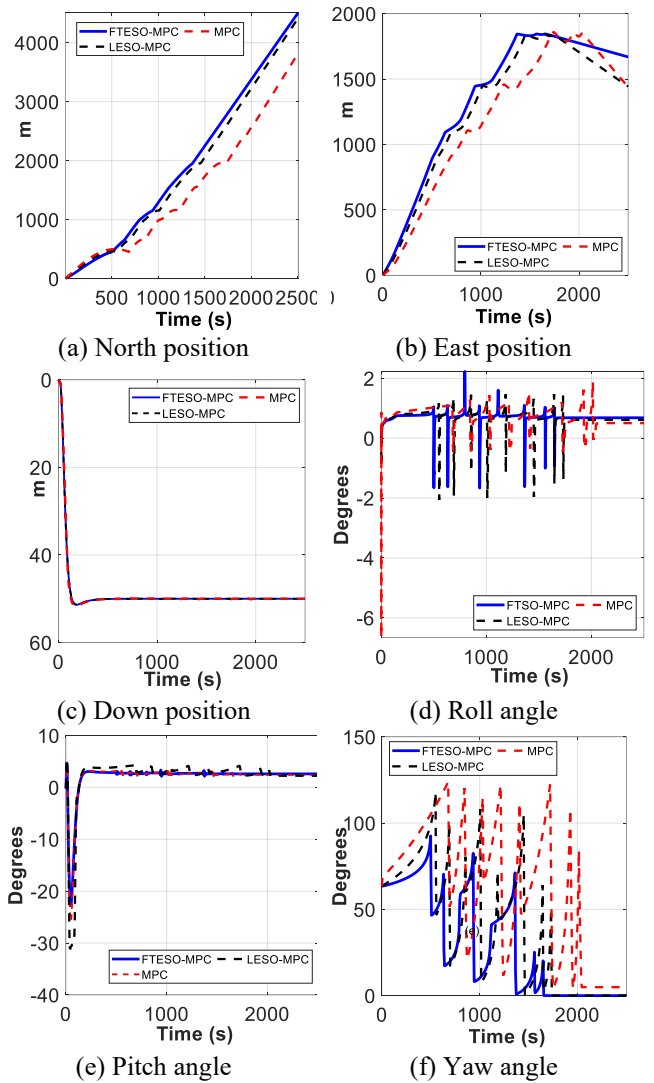 4000
3000
2000
1000
0
m
FTESO-MPC
MPC
LESO-MPC
500
1000
1500
2000
2500
0
Time (s)
(a) North position
2000
1500
1000
500
0
m
FTESO-MPC
MPC
LESO-MPC
0
1000
2000
Time (s)
(b) East position
0
20
40
60
m
FTESO-MPC
MPC
LESO-MPC
0
1000
2000
Time (s)
(c) Down position
2
0
-2
-4
-6
Degrees
FTSO-MPC
MPC
LESO-MPC
0
1000
2000
Time (s)
(d) Roll angle
10
0
-10
-20
-30
-40
Degrees
FTESO-MPC
LESO-MPC
MPC
0
1000
2000
Time (s)
(e) Pitch angle
150
100
50
0
Degrees
FTESO-MPC
MPC
LESO-MPC
(e)
0
1000
2000
Time (s)
(f) Yaw angle